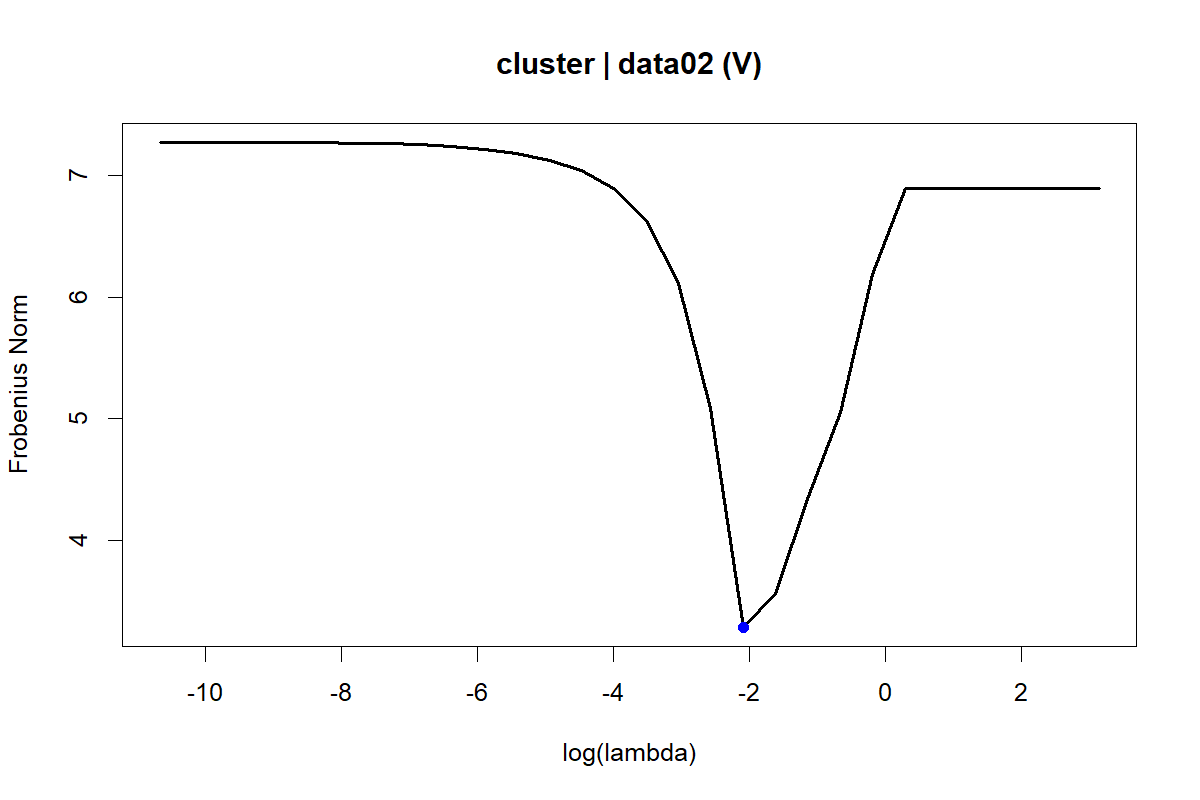 cluster | data02 (V)
Frobenius Norm
7
6
5
4
-10 -8 -6 -4 -2 0 2
log(lambda)